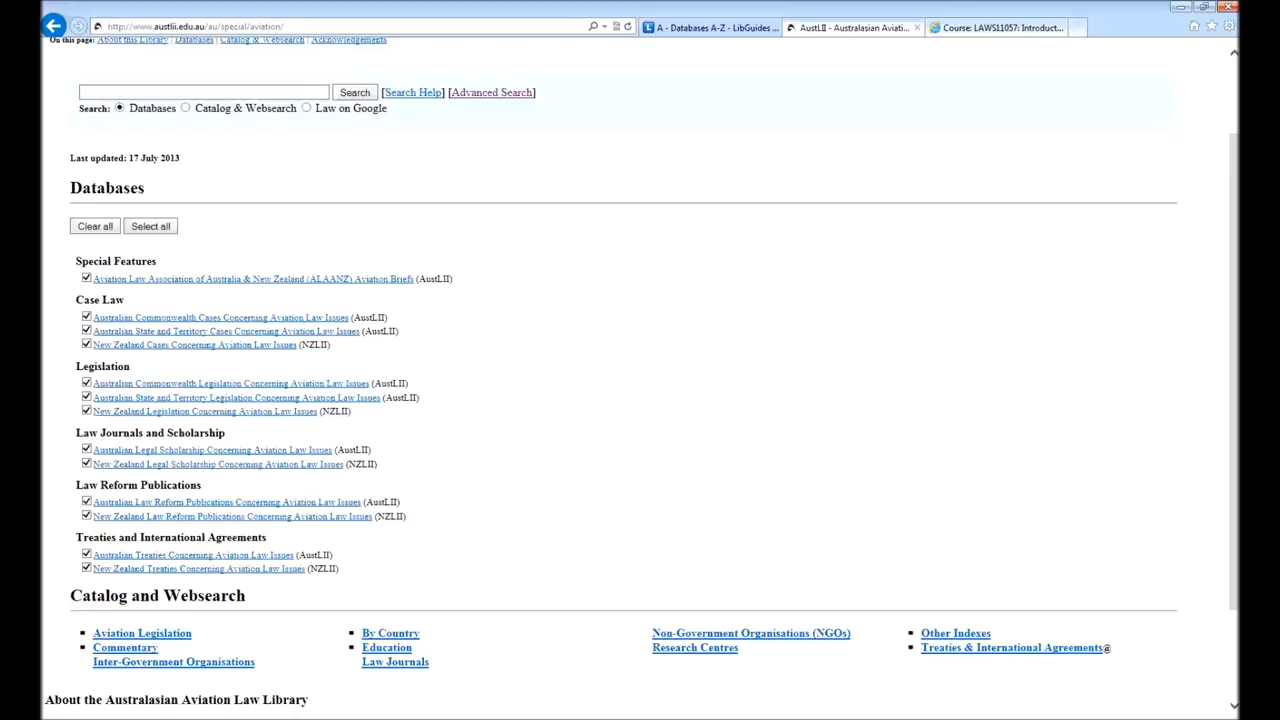 http://www.austlii.edu.au/au/special/aviation/
A - Databases A-Z - LibGuides ...
AustLII - Australasian Aviati...
Course: LAWS11057: Introduct...
On this page: About this Library | Databases | Catalog & Websearch | Acknowledgements
Search [Search Help] [Advanced Search]
Search: Databases Catalog & Websearch Law on Google
Last updated: 17 July 2013
Databases
Clear all Select all
Special Features
Aviation Law Association of Australia & New Zealand (ALAANZ) Aviation Briefs (AustLII)
Case Law
Australian Commonwealth Cases Concerning Aviation Law Issues (AustLII)
Australian State and Territory Cases Concerning Aviation Law Issues (AustLII)
New Zealand Cases Concerning Aviation Law Issues (NZLII)
Legislation
Australian Commonwealth Legislation Concerning Aviation Law Issues (AustLII)
Australian State and Territory Legislation Concerning Aviation Law Issues (AustLII)
New Zealand Legislation Concerning Aviation Law Issues (NZLII)
Law Journals and Scholarship
Australian Legal Scholarship Concerning Aviation Law Issues (AustLII)
New Zealand Legal Scholarship Concerning Aviation Law Issues (NZLII)
Law Reform Publications
Australian Law Reform Publications Concerning Aviation Law Issues (AustLII)
New Zealand Law Reform Publications Concerning Aviation Law Issues (NZLII)
Treaties and International Agreements
Australian Treaties Concerning Aviation Law Issues (AustLII)
New Zealand Treaties Concerning Aviation Law Issues (NZLII)
Catalog and Websearch
Aviation Legislation
Commentary
Inter-Government Organisations
By Country
Education
Law Journals
Non-Government Organisations (NGOs)
Research Centres
Other Indexes
Treaties & International Agreements@
About the Australasian Aviation Law Library